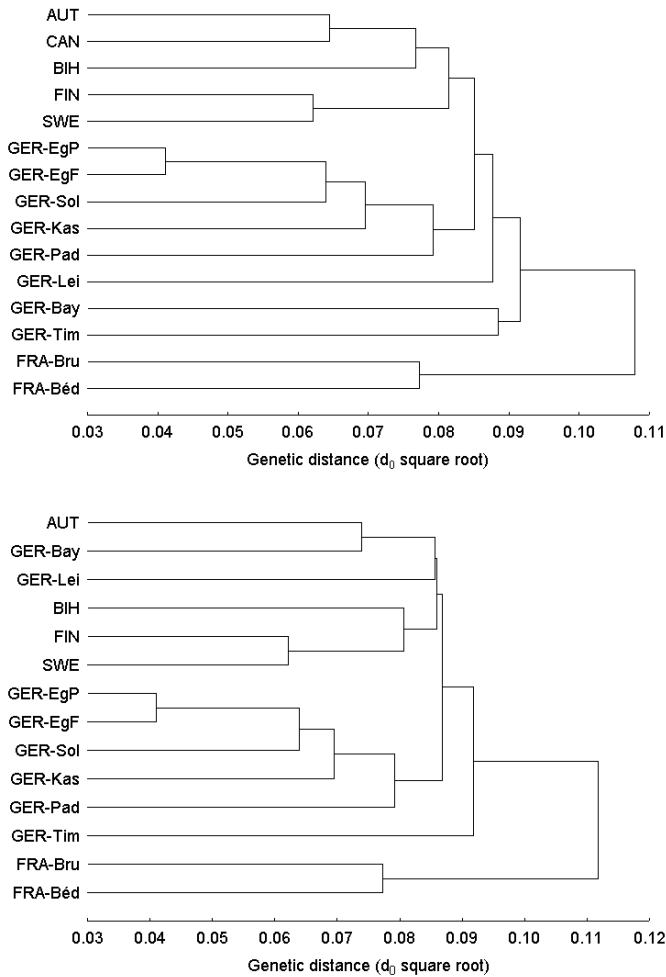 AUT
CAN
BIH
FIN
SWE
GER-EgP
GER-EgF
GER-Sol
GER-Kas
GER-Pad
GER-Lei
GER-Bay
GER-Tim
FRA-Bru
FRA-Béd
0.03 0.04 0.05 0.06 0.07 0.08 0.09 0.10 0.11
Genetic distance (d₀ square root)
AUT
GER-Bay
GER-Lei
BIH
FIN
SWE
GER-EgP
GER-EgF
GER-Sol
GER-Kas
GER-Pad
GER-Tim
FRA-Bru
FRA-Béd
0.03 0.04 0.05 0.06 0.07 0.08 0.09 0.10 0.11 0.12
Genetic distance (d₀ square root)